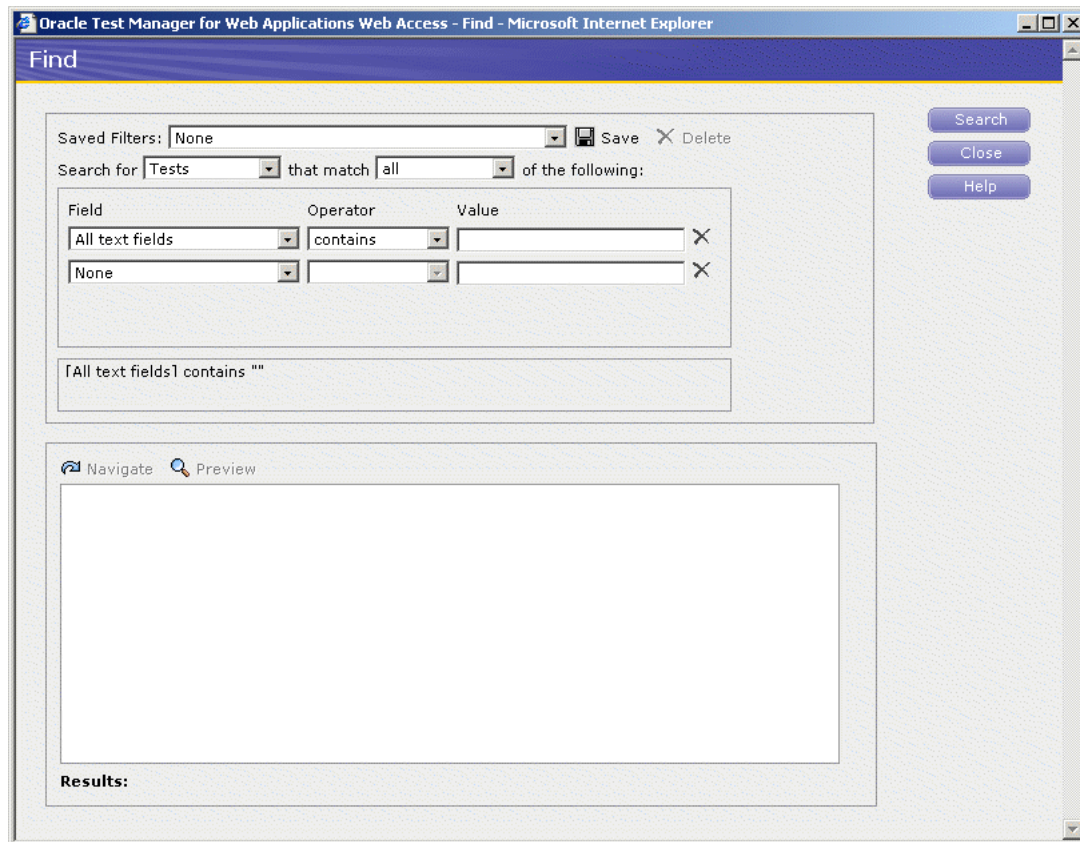 Oracle Test Manager for Web Applications Web Access - Find - Microsoft Internet Explorer
Find
Saved Filters: None Save Delete
Search for Tests that match all of the following:
Field Operator Value
All text fields contains
None
[All text fields] contains ""
Search
Close
Help
Navigate Preview
Results: